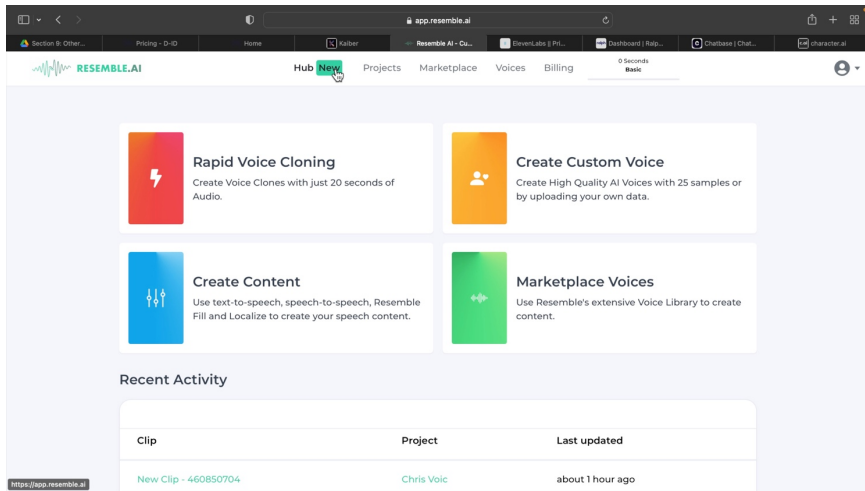 app.resemble.ai
Section 9: Other...
Pricing - D-ID
Home
Kaiber
Resemble AI - Cu...
ElevenLabs || Pri...
Dashboard | Ralp...
Chatbase | Chat...
character.ai
RESEMBLE.AI
Hub New
Projects
Marketplace
Voices
Billing
0 Seconds
Basic
Rapid Voice Cloning
Create Voice Clones with just 20 seconds of
Audio.
Create Custom Voice
Create High Quality AI Voices with 25 samples or
by uploading your own data.
Create Content
Use text-to-speech, speech-to-speech, Resemble
Fill and Localize to create your speech content.
Marketplace Voices
Use Resemble's extensive Voice Library to create
content.
Recent Activity
Clip
Project
Last updated
New Clip - 460850704
Chris Voic
about 1 hour ago
https://app.resemble.ai